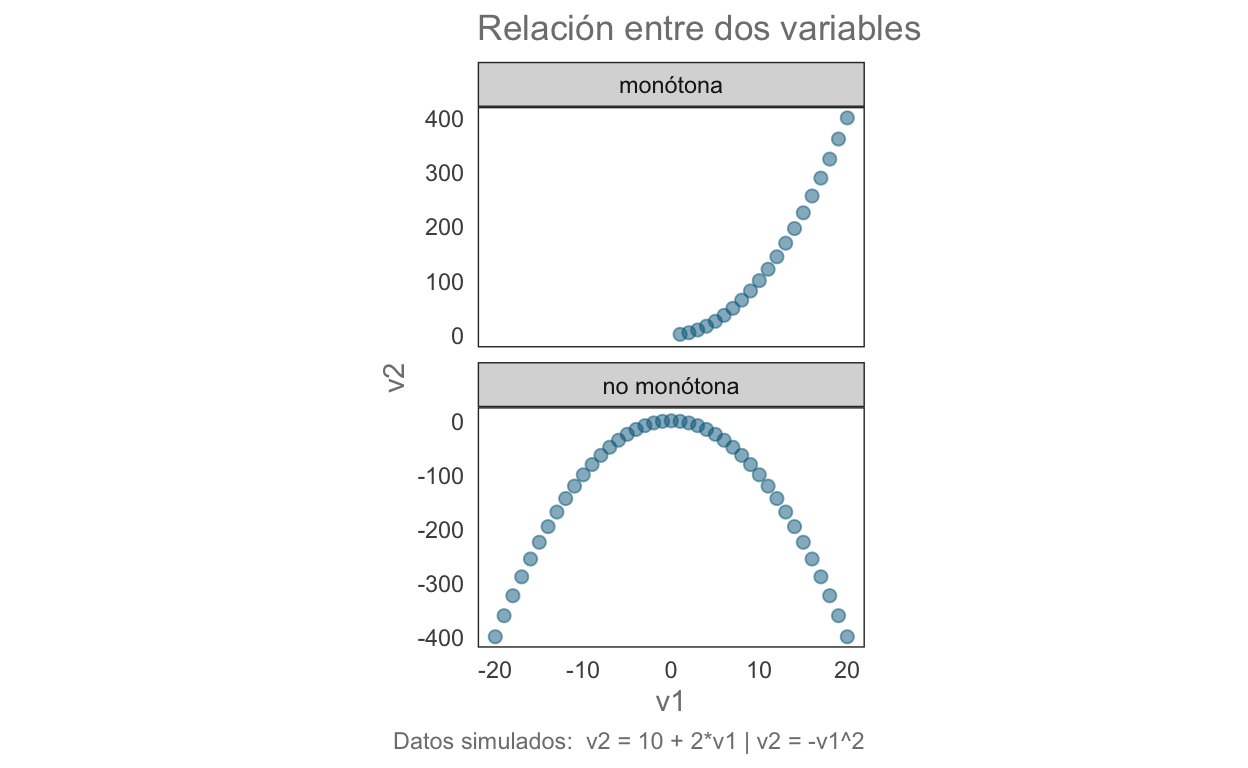 Relación entre dos variables
monótona
400
300
200
100
0
v2
no monótona
0
-100
-200
-300
-400
-20 -10 0 10 20
v1
Datos simulados:  v2 = 10 + 2*v1 | v2 = -v1^2